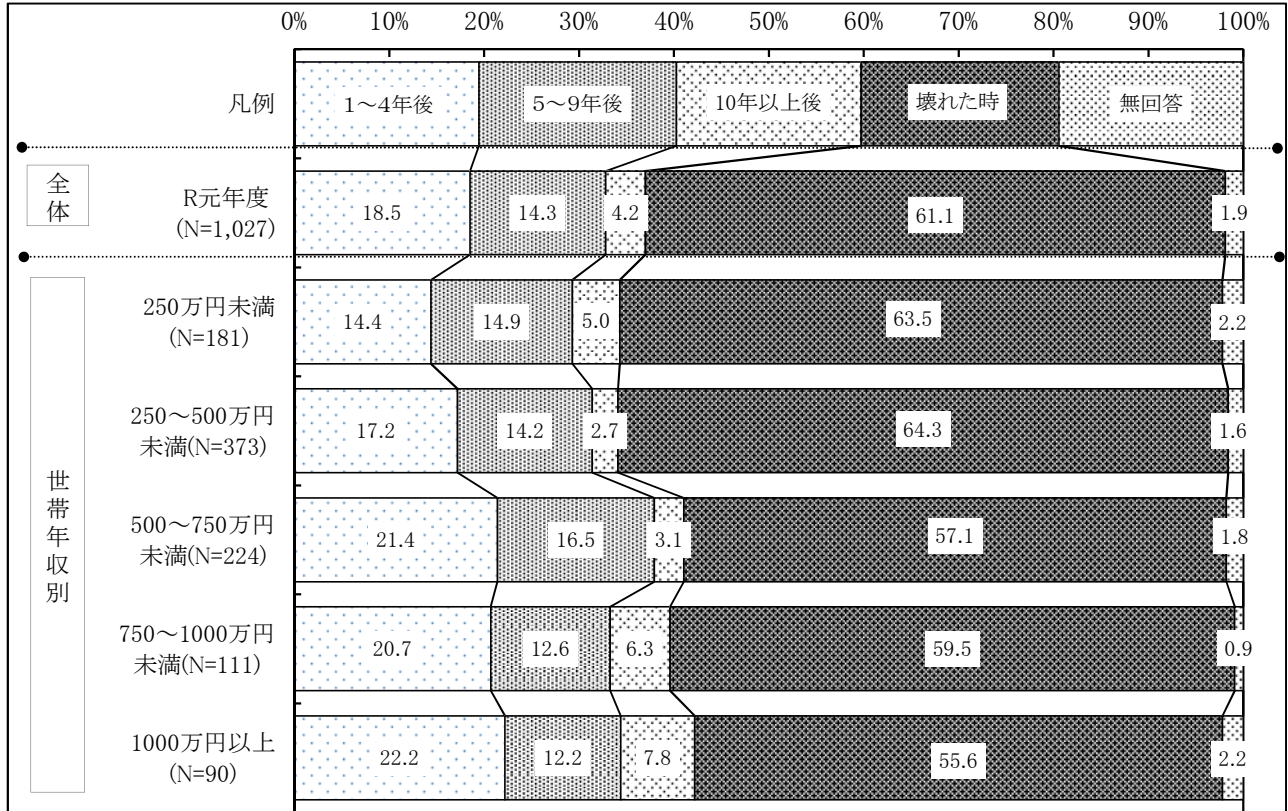 0% 10% 20% 30% 40% 50% 60% 70% 80% 90% 100%
凡例 1～4年後 5～9年後 10年以上後 壊れた時 無回答
全体
R元年度
(N=1,027)
18.5 14.3 4.2 61.1 1.9
世帯年収別
250万円未満
(N=181)
14.4 14.9 5.0 63.5 2.2
250～500万円
未満(N=373)
17.2 14.2 2.7 64.3 1.6
500～750万円
未満(N=224)
21.4 16.5 3.1 57.1 1.8
750～1000万円
未満(N=111)
20.7 12.6 6.3 59.5 0.9
1000万円以上
(N=90)
22.2 12.2 7.8 55.6 2.2